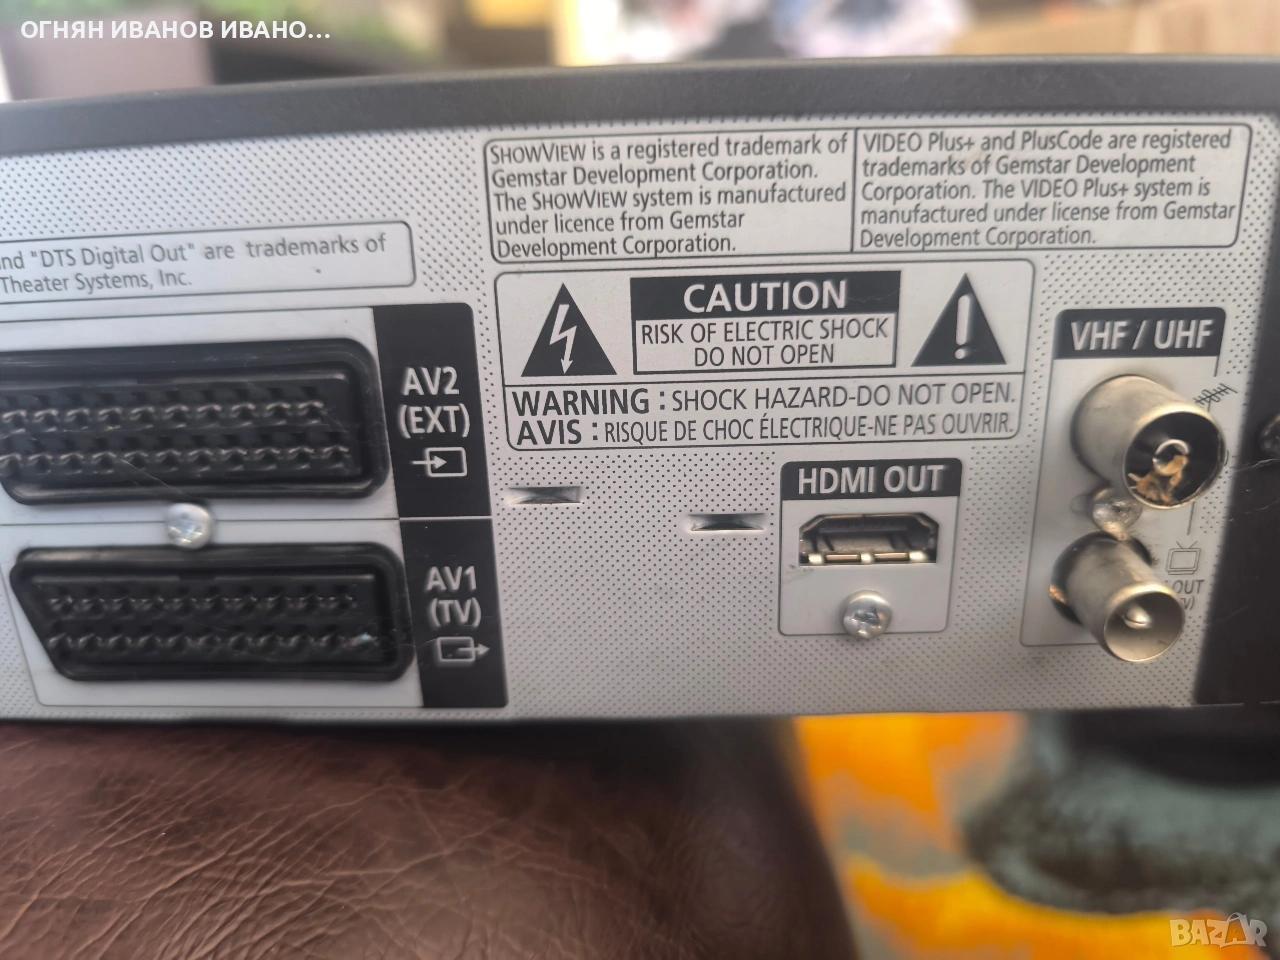 ОГНЯН ИВАНОВ ИВАНО...
SHOWVIEW is a registered trademark of
Gemstar Development Corporation.
The SHOWVIEW system is manufactured
under licence from Gemstar
Development Corporation.
VIDEO Plus+ and PlusCode are registered
trademarks of Gemstar Development
Corporation. The VIDEO Plus+ system is
manufactured under license from Gemstar
Development Corporation.
"DTS Digital Out" are trademarks of
Theater Systems, Inc.
CAUTION
RISK OF ELECTRIC SHOCK
DO NOT OPEN
WARNING : SHOCK HAZARD-DO NOT OPEN.
AVIS : RISQUE DE CHOC ÉLECTRIQUE-NE PAS OUVRIR.
VHF / UHF
AV2
(EXT)
HDMI OUT
AV1
(TV)
OUT
BAZAR